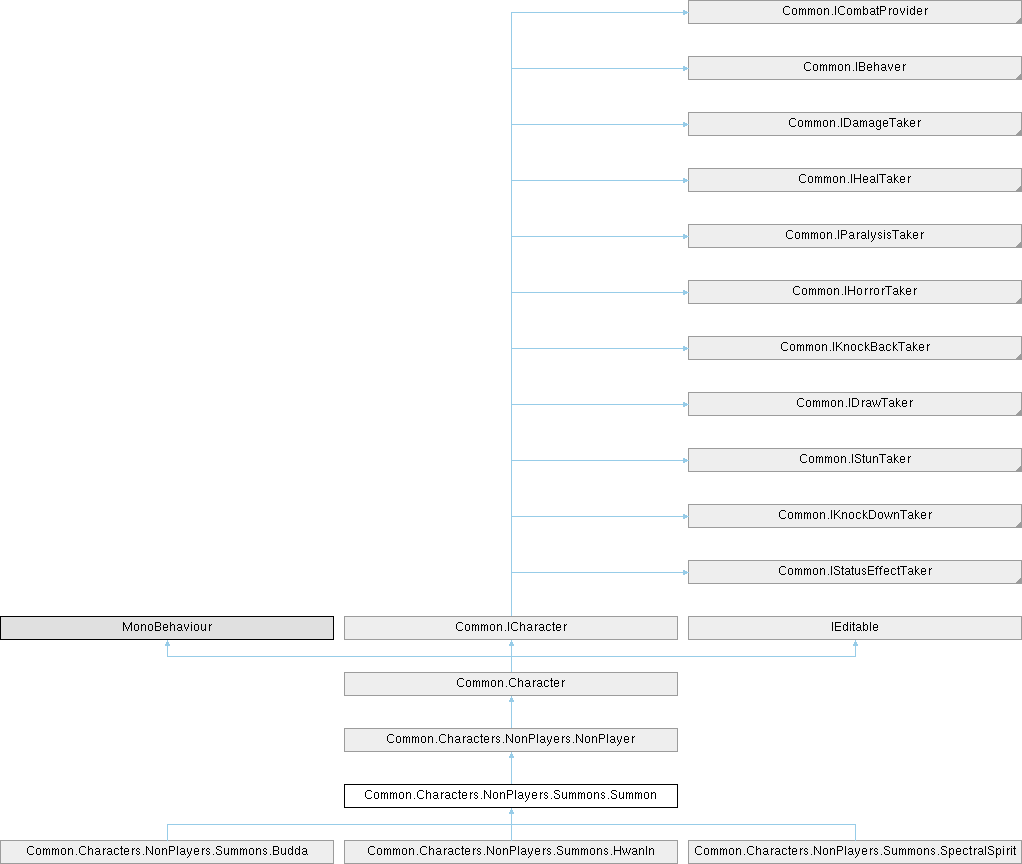 Common.ICombatProvider
Common.IBehaver
Common.IDamageTaker
Common.IHealTaker
Common.IParalysisTaker
Common.IHorrorTaker
Common.IKnockBackTaker
Common.IDrawTaker
Common.IStunTaker
Common.IKnockDownTaker
Common.IStatusEffectTaker
MonoBehaviour
Common.ICharacter
IEditable
Common.Character
Common.Characters.NonPlayers.NonPlayer
Common.Characters.NonPlayers.Summons.Summon
Common.Characters.NonPlayers.Summons.Budda
Common.Characters.NonPlayers.Summons.HwanIn
Common.Characters.NonPlayers.Summons.SpectralSpirit